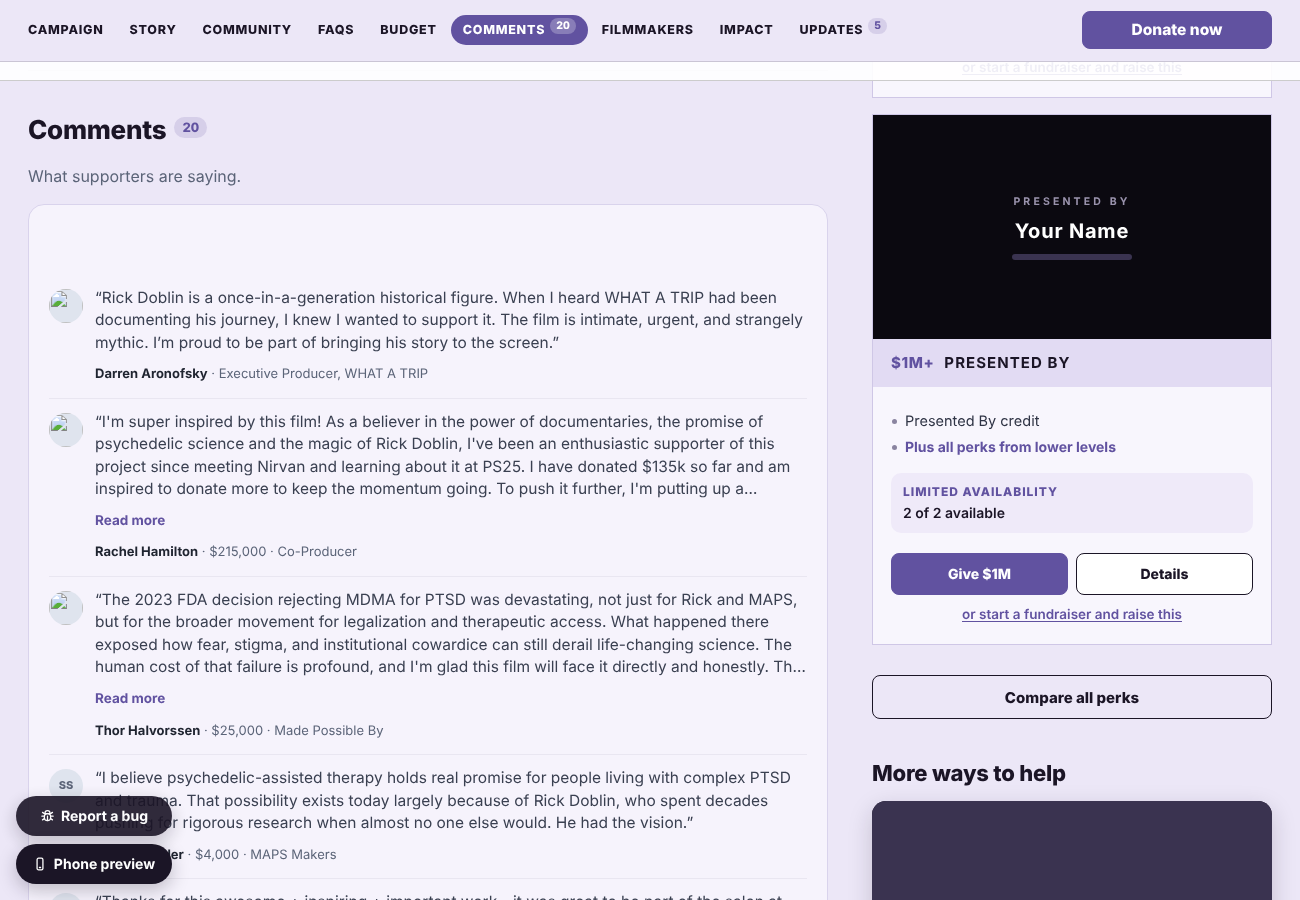 CAMPAIGN STORY COMMUNITY FAQS BUDGET COMMENTS 20 FILMMAKERS IMPACT UPDATES 5 Donate now
or start a fundraiser and raise this
Comments 20
What supporters are saying.
“Rick Doblin is a once-in-a-generation historical figure. When I heard WHAT A TRIP had been
documenting his journey, I knew I wanted to support it. The film is intimate, urgent, and strangely
mythic. I’m proud to be part of bringing his story to the screen.”
Darren Aronofsky · Executive Producer, WHAT A TRIP
“I'm super inspired by this film! As a believer in the power of documentaries, the promise of
psychedelic science and the magic of Rick Doblin, I've been an enthusiastic supporter of this
project since meeting Nirvan and learning about it at PS25. I have donated $135k so far and am
inspired to donate more to keep the momentum going. To push it further, I'm putting up a…
Read more
Rachel Hamilton · $215,000 · Co-Producer
“The 2023 FDA decision rejecting MDMA for PTSD was devastating, not just for Rick and MAPS,
but for the broader movement for legalization and therapeutic access. What happened there
exposed how fear, stigma, and institutional cowardice can still derail life-changing science. The
human cost of that failure is profound, and I'm glad this film will face it directly and honestly. Th…
Read more
Thor Halvorssen · $25,000 · Made Possible By
SS
“I believe psychedelic-assisted therapy holds real promise for people living with complex PTSD
and trauma. That possibility exists today largely because of Rick Doblin, who spent decades
pushing for rigorous research when almost no one else would. He had the vision.”
· $4,000 · MAPS Makers
Report a bug
Phone preview
PRESENTED BY
Your Name
$1M+ PRESENTED BY
Presented By credit
Plus all perks from lower levels
LIMITED AVAILABILITY
2 of 2 available
Give $1M
Details
or start a fundraiser and raise this
Compare all perks
More ways to help